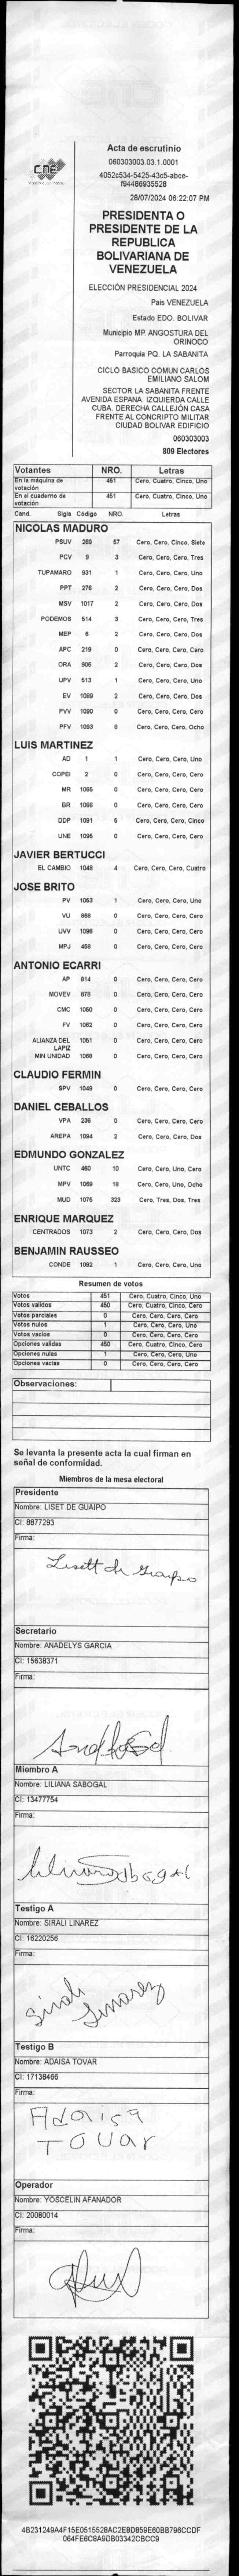 CNE
Acta de escrutinio
060303003.03.1.0001
4052c534-5425-43c5-abce-
f94486935528
28/07/2024 06:22:07 PM
PRESIDENTA O
PRESIDENTE DE LA
REPUBLICA
BOLIVARIANA DE
VENEZUELA
ELECCIÓN PRESIDENCIAL 2024
Pais VENEZUELA
Estado EDO. BOLIVAR
Municipio MP. ANGOSTURA DEL
ORINOCO
Parroquia PQ. LA SABANITA
CICLO BASICO COMUN CARLOS
EMILIANO SALOM
SECTOR LA SABANITA FRENTE
AVENIDA ESPANA. IZQUIERDA CALLE
CUBA. DERECHA CALLEJÓN CASA
FRENTE AL CONCRIPTO MILITAR
CIUDAD BOLIVAR EDIFICIO
060303003
809 Electores
Votantes NRO. Letras
En la máquina de votación 451 Cero, Cuatro, Cinco, Uno
En el cuaderno de votación 451 Cero, Cuatro, Cinco, Uno
Cand. Sigla Código NRO. Letras
NICOLAS MADURO
PSUV 269 67 Cero, Cero, Cinco, Siete
PCV 9 3 Cero, Cero, Cero, Tres
TUPAMARO 931 1 Cero, Cero, Cero, Uno
PPT 276 2 Cero, Cero, Cero, Dos
MSV 1017 2 Cero, Cero, Cero, Dos
PODEMOS 614 3 Cero, Cero, Cero, Tres
MEP 6 2 Cero, Cero, Cero, Dos
APC 219 0 Cero, Cero, Cero, Cero
ORA 906 2 Cero, Cero, Cero, Dos
UPV 513 1 Cero, Cero, Cero, Uno
EV 1089 2 Cero, Cero, Cero, Dos
PVV 1090 0 Cero, Cero, Cero, Cero
PFV 1093 8 Cero, Cero, Cero, Ocho
LUIS MARTINEZ
AD 1 1 Cero, Cero, Cero, Uno
COPEI 2 0 Cero, Cero, Cero, Cero
MR 1065 0 Cero, Cero, Cero, Cero
BR 1066 0 Cero, Cero, Cero, Cero
DDP 1091 5 Cero, Cero, Cero, Cinco
UNE 1095 0 Cero, Cero, Cero, Cero
JAVIER BERTUCCI
EL CAMBIO 1048 4 Cero, Cero, Cero, Cuatro
JOSE BRITO
PV 1053 1 Cero, Cero, Cero, Uno
VU 868 0 Cero, Cero, Cero, Cero
UVV 1096 0 Cero, Cero, Cero, Cero
MPJ 458 0 Cero, Cero, Cero, Cero
ANTONIO ECARRI
AP 814 0 Cero, Cero, Cero, Cero
MOVEV 878 0 Cero, Cero, Cero, Cero
CMC 1050 0 Cero, Cero, Cero, Cero
FV 1062 0 Cero, Cero, Cero, Cero
ALIANZA DEL LAPIZ 1051 0 Cero, Cero, Cero, Cero
MIN UNIDAD 1069 0 Cero, Cero, Cero, Cero
CLAUDIO FERMIN
SPV 1049 0 Cero, Cero, Cero, Cero
DANIEL CEBALLOS
VPA 236 0 Cero, Cero, Cero, Cero
AREPA 1094 2 Cero, Cero, Cero, Dos
EDMUNDO GONZALEZ
UNTC 460 10 Cero, Cero, Uno, Cero
MPV 1069 18 Cero, Cero, Uno, Ocho
MUD 1075 323 Cero, Tres, Dos, Tres
ENRIQUE MARQUEZ
CENTRADOS 1073 2 Cero, Cero, Cero, Dos
BENJAMIN RAUSSEO
CONDE 1092 1 Cero, Cero, Cero, Uno
Resumen de votos
Votos 451 Cero, Cuatro, Cinco, Uno
Votos validos 450 Cero, Cuatro, Cinco, Cero
Votos parciales 0 Cero, Cero, Cero, Cero
Votos nulos 1 Cero, Cero, Cero, Uno
Votos vacios 0 Cero, Cero, Cero, Cero
Opciones validas 450 Cero, Cuatro, Cinco, Cero
Opciones nulas 1 Cero, Cero, Cero, Uno
Opciones vacias 0 Cero, Cero, Cero, Cero
Observaciones:
Se levanta la presente acta la cual firman en
señal de conformidad.
Miembros de la mesa electoral
Presidente
Nombre: LISET DE GUAIPO
CI: 8877293
Firma:
Lisett de Guaipo
Secretario
Nombre: ANADELYS GARCIA
CI: 15638371
Firma:
Miembro A
Nombre: LILIANA SABOGAL
CI: 13477754
Firma:
Testigo A
Nombre: SIRALI LINAREZ
CI: 16220256
Firma:
Sirali Linarez
Testigo B
Nombre: ADAISA TOVAR
CI: 17138466
Firma:
Adaisa
TOVar
Operador
Nombre: YOSCELIN AFANADOR
CI: 20080014
Firma:
4B231249A4F15E0515528AC2E8D859E60BB796CCDF
064FE6C8A9DB03342CBCC9